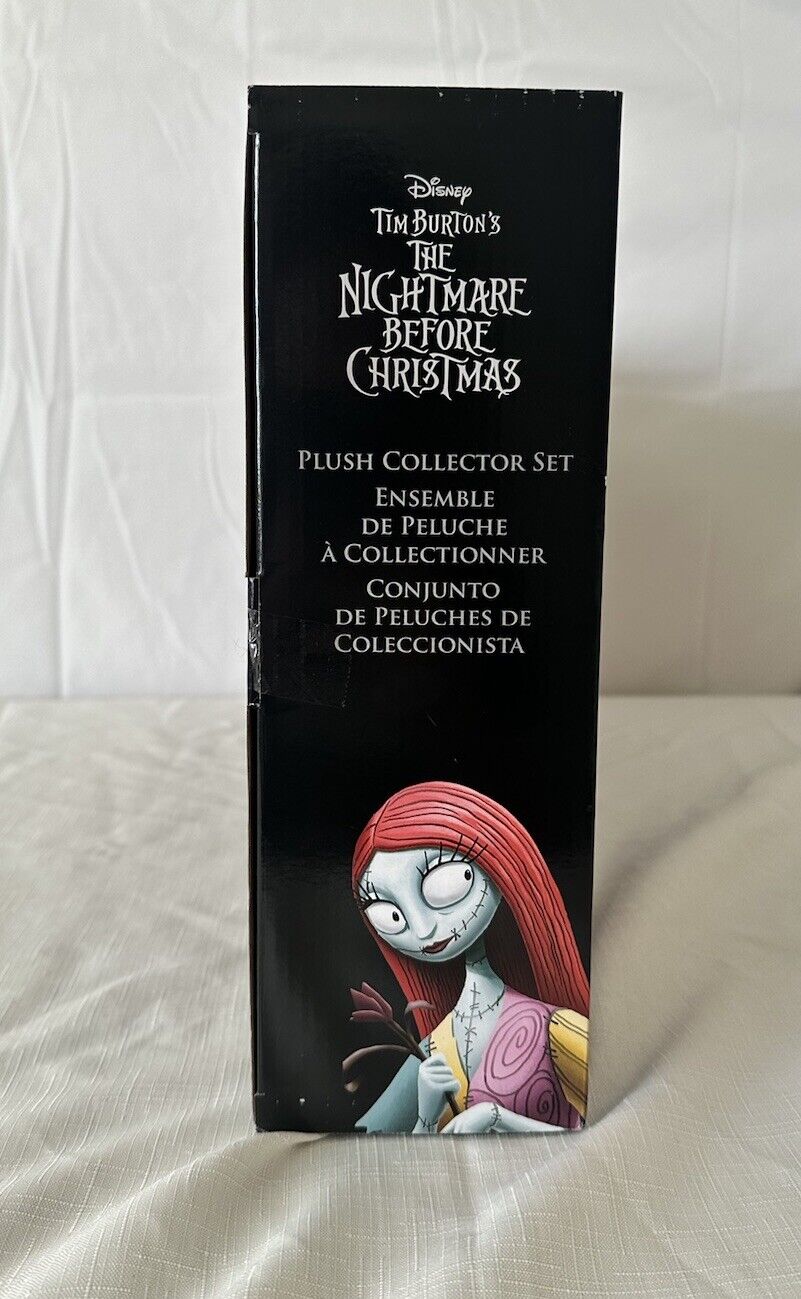 Disney
Tim Burton's
The
Nightmare
Before
Christmas
Plush Collector Set
Ensemble
de Peluche
à Collectionner
Conjunto
de Peluches de
Coleccionista